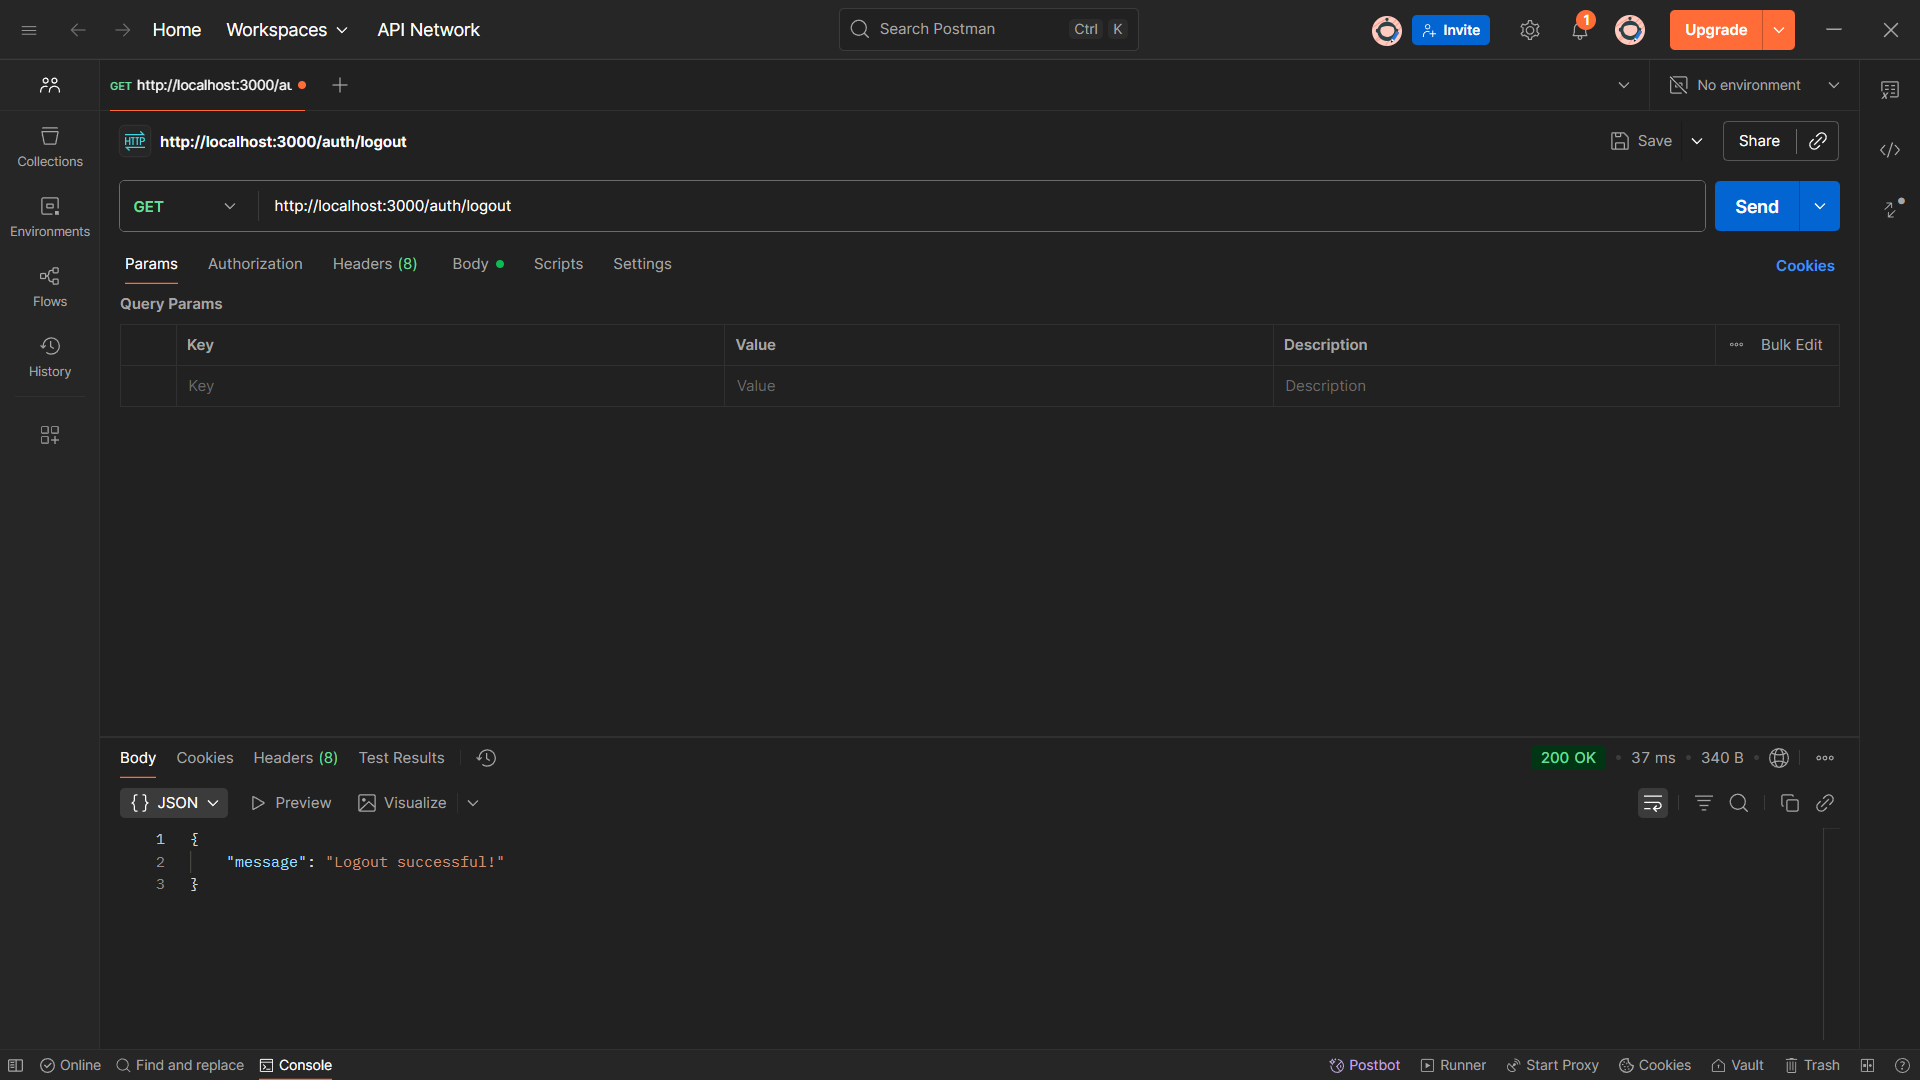 Home Workspaces API Network Search Postman Ctrl K Invite 1 Upgrade
GET http://localhost:3000/au No environment
HTTP http://localhost:3000/auth/logout Save Share
GET http://localhost:3000/auth/logout Send
Collections
Environments
Flows
History
Params Authorization Headers (8) Body Scripts Settings Cookies
Query Params
Key Value Description Bulk Edit
Key Value Description
Body Cookies Headers (8) Test Results 200 OK 37 ms 340 B
{} JSON Preview Visualize
1 {
2 "message": "Logout successful!"
3 }
Online Find and replace Console Postbot Runner Start Proxy Cookies Vault Trash